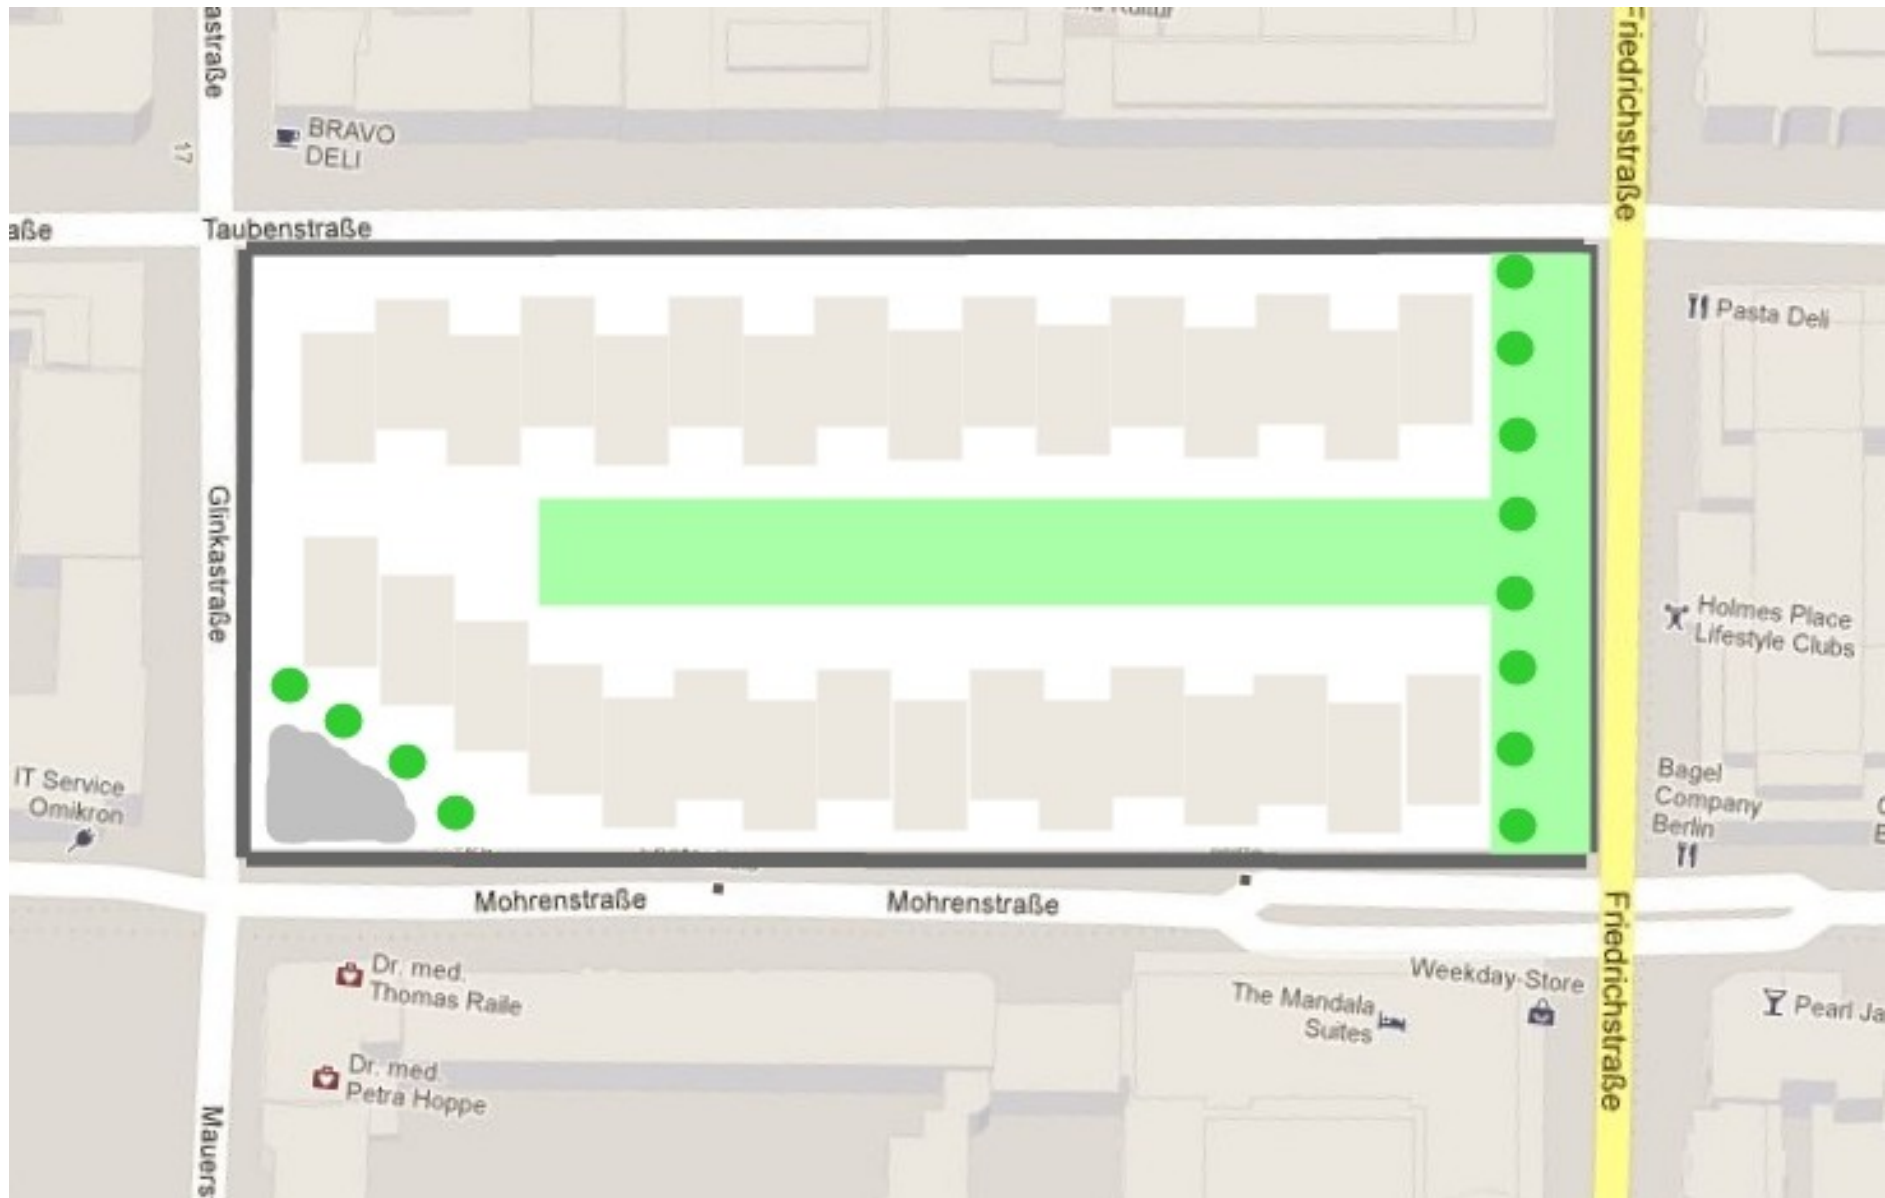 astraße
Friedrichstraße
BRAVO
DELI
17
aße
Taubenstraße
Pasta Deli
Glinkastraße
Holmes Place
Lifestyle Clubs
IT Service
Omikron
Bagel
Company
Berlin
Mohrenstraße
Mohrenstraße
Friedrichstraße
Dr. med.
Thomas Raile
Weekday-Store
The Mandala
Suites
Pearl Ja
Dr. med.
Petra Hoppe
Mauers